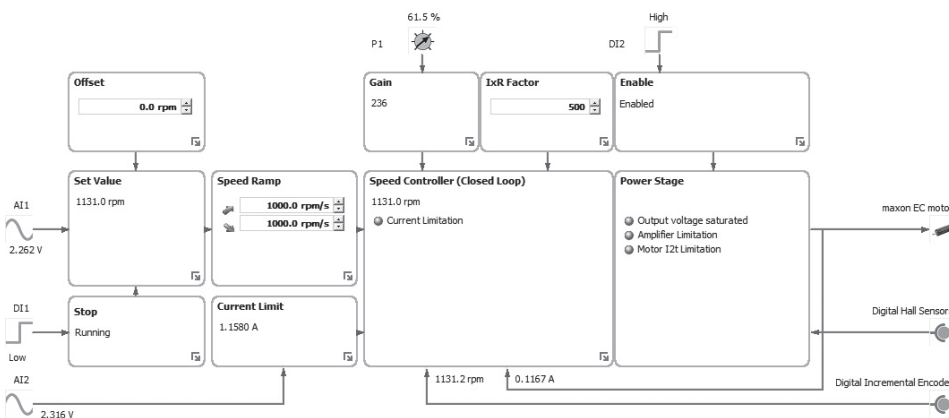 61.5 %
High
P1
DI2
Offset
Gain
IxR Factor
Enable
0.0 rpm
236
500
Enabled
Set Value
Speed Ramp
Speed Controller (Closed Loop)
Power Stage
1131.0 rpm
1000.0 rpm/s
1000.0 rpm/s
1131.0 rpm
Current Limitation
Output voltage saturated
Amplifier Limitation
Motor I2t Limitation
AI1
2.262 V
maxon EC moto
DI1
Low
Stop
Running
Current Limit
1.1580 A
Digital Hall Sensor
AI2
2.316 V
1131.2 rpm
0.1167 A
Digital Incremental Encode